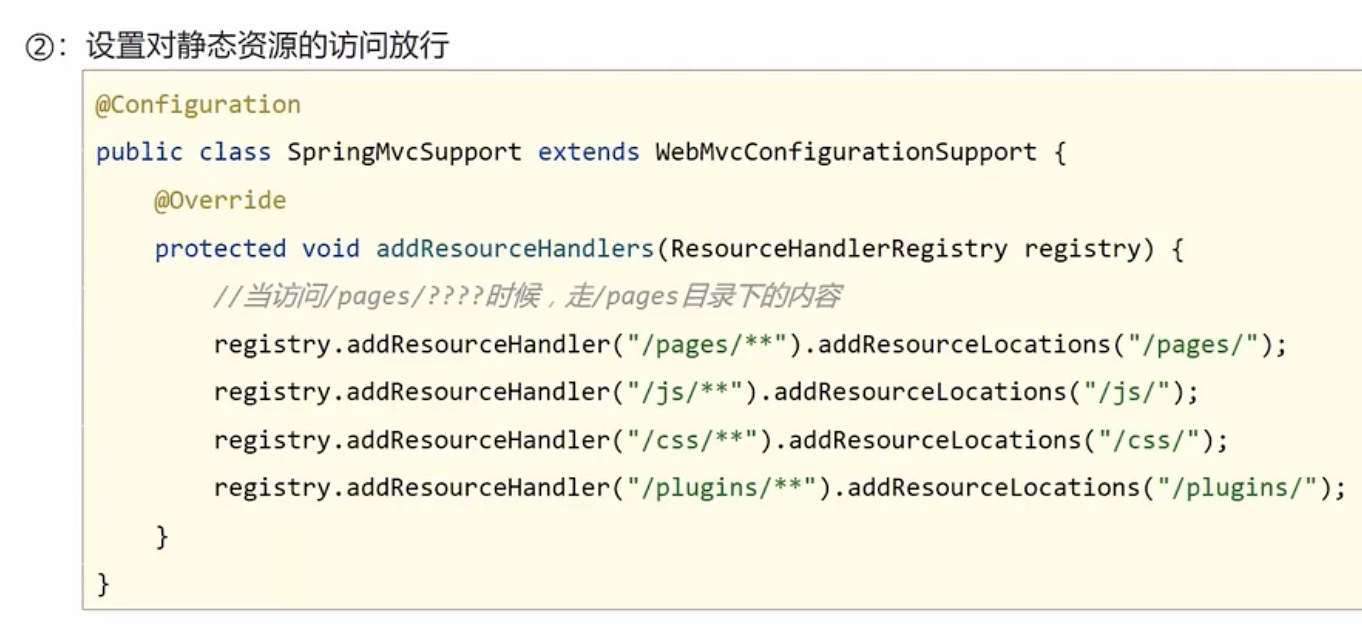 ②：设置对静态资源的访问放行
@Configuration
public class SpringMvcSupport extends WebMvcConfigurationSupport {
    @Override
    protected void addResourceHandlers(ResourceHandlerRegistry registry) {
        //当访问/pages/????时候，走/pages目录下的内容
        registry.addResourceHandler("/pages/**").addResourceLocations("/pages/");
        registry.addResourceHandler("/js/**").addResourceLocations("/js/");
        registry.addResourceHandler("/css/**").addResourceLocations("/css/");
        registry.addResourceHandler("/plugins/**").addResourceLocations("/plugins/");
    }
}